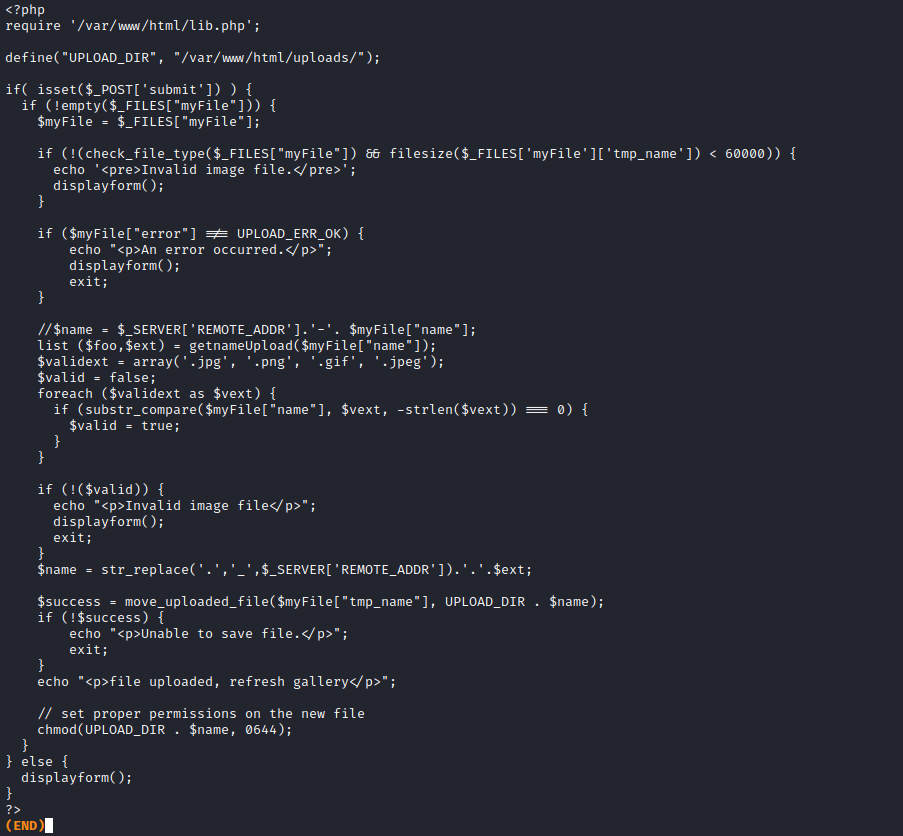 <?php
require '/var/www/html/lib.php';

define("UPLOAD_DIR", "/var/www/html/uploads/");

if( isset($_POST['submit']) ) {
  if (!empty($_FILES["myFile"])) {
    $myFile = $_FILES["myFile"];

    if (!(check_file_type($_FILES["myFile"]) && filesize($_FILES['myFile']['tmp_name']) < 60000)) {
      echo '<pre>Invalid image file.</pre>';
      displayform();
    }

    if ($myFile["error"] !== UPLOAD_ERR_OK) {
        echo "<p>An error occurred.</p>";
        displayform();
        exit;
    }

    //$name = $_SERVER['REMOTE_ADDR'].'-'. $myFile["name"];
    list ($foo,$ext) = getnameUpload($myFile["name"]);
    $validext = array('.jpg', '.png', '.gif', '.jpeg');
    $valid = false;
    foreach ($validext as $vext) {
      if (substr_compare($myFile["name"], $vext, -strlen($vext)) === 0) {
        $valid = true;
      }
    }

    if (!($valid)) {
      echo "<p>Invalid image file</p>";
      displayform();
      exit;
    }
    $name = str_replace('.','_',$_SERVER['REMOTE_ADDR']).'.'.$ext;

    $success = move_uploaded_file($myFile["tmp_name"], UPLOAD_DIR . $name);
    if (!$success) {
        echo "<p>Unable to save file.</p>";
        exit;
    }
    echo "<p>file uploaded, refresh gallery</p>";

    // set proper permissions on the new file
    chmod(UPLOAD_DIR . $name, 0644);
  }
} else {
  displayform();
}
?>
(END)